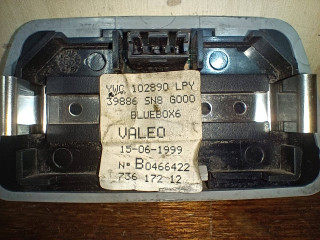 YWC 102890 LPY
39886 SN8 G000
BLUEBOX6
VALEO
15-06-1999
N° B0466422
736 172 12